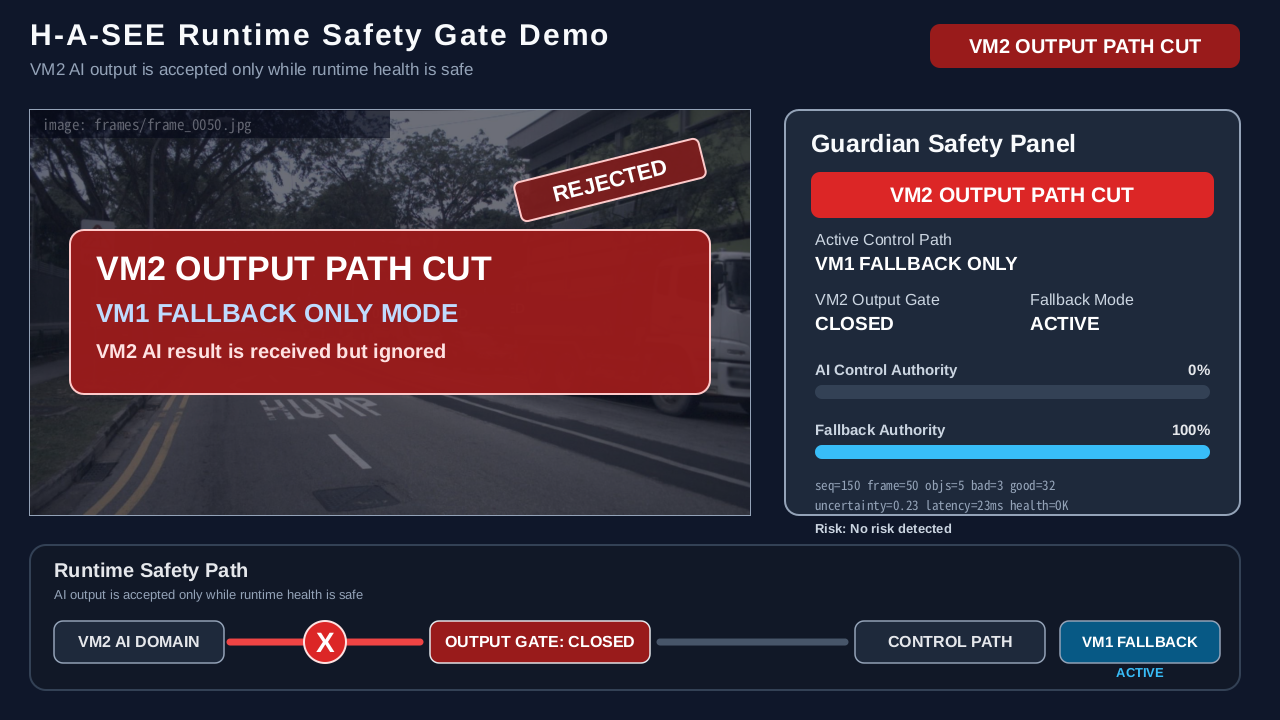 H-A-SEE Runtime Safety Gate Demo
VM2 AI output is accepted only while runtime health is safe
VM2 OUTPUT PATH CUT
image: frames/frame_0050.jpg
REJECTED
VM2 OUTPUT PATH CUT
VM1 FALLBACK ONLY MODE
VM2 AI result is received but ignored
HUMP
Guardian Safety Panel
VM2 OUTPUT PATH CUT
Active Control Path
VM1 FALLBACK ONLY
VM2 Output Gate
CLOSED
Fallback Mode
ACTIVE
AI Control Authority 0%
Fallback Authority 100%
seq=150 frame=50 objs=5 bad=3 good=32
uncertainty=0.23 latency=23ms health=OK
Risk: No risk detected
Runtime Safety Path
AI output is accepted only while runtime health is safe
VM2 AI DOMAIN
X
OUTPUT GATE: CLOSED
CONTROL PATH
VM1 FALLBACK
ACTIVE